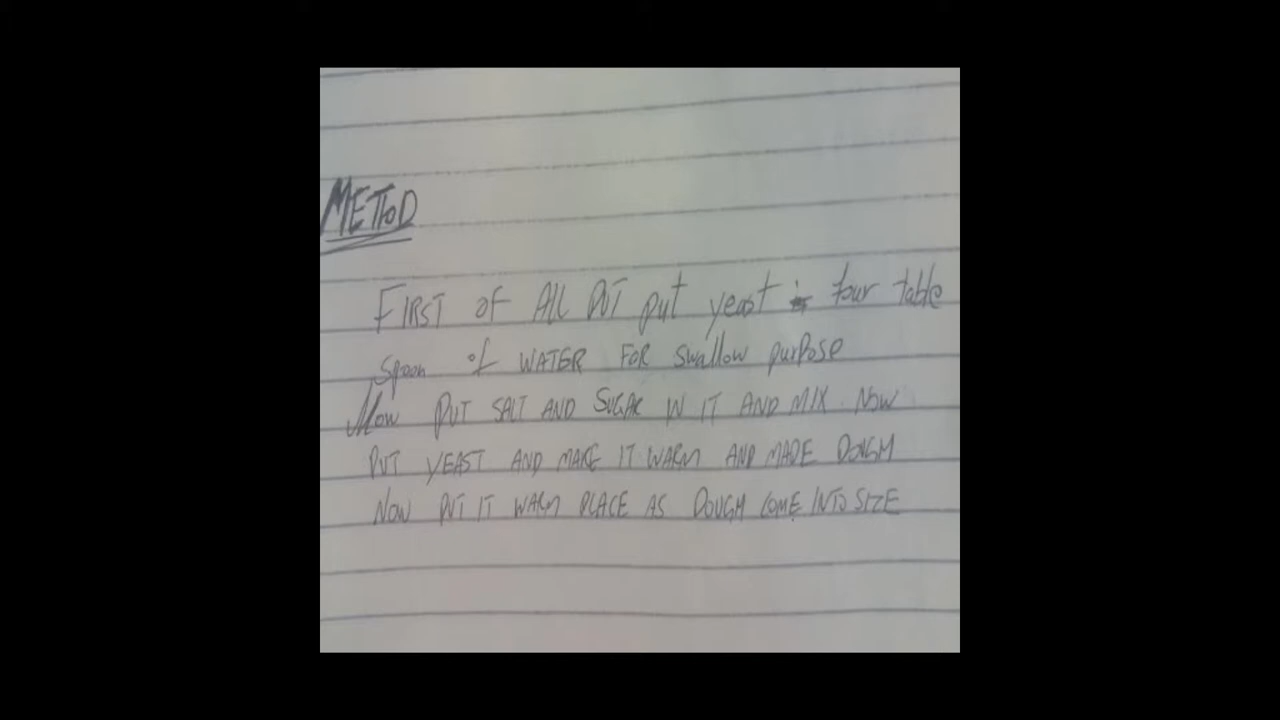 METHOD
FIRST of All PUT put yeast in four table
spoon of WATER FOR swallow purpose
Now PUT SALT AND SUGAR IN IT AND MIX. NOW
PUT YEAST AND MAKE IT WARM AND MADE DOUGH
NOW PUT IT WARM PLACE AS DOUGH COME INTO SIZE